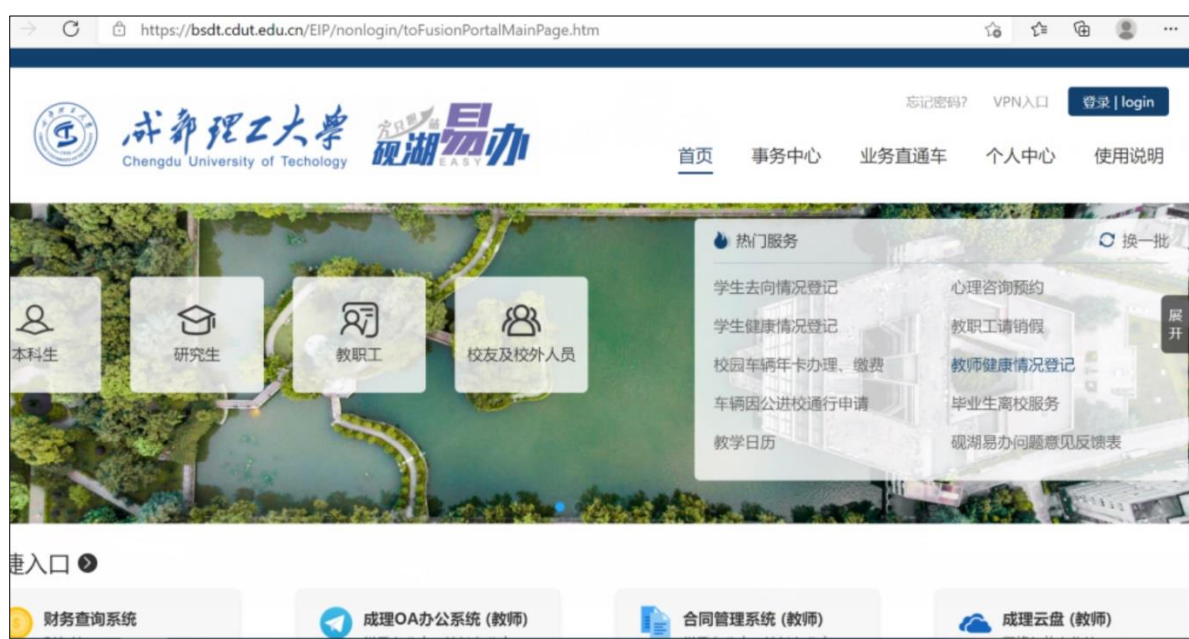 https://bsdt.cdut.edu.cn/EIP/nonlogin/toFusionPortalMainPage.htm
忘记密码? VPN入口 登录 | login
成都理工大学
Chengdu University of Techology
砚湖易办
EASY
首页 事务中心 业务直通车 个人中心 使用说明
热门服务 换一批
学生去向情况登记 心理咨询预约
学生健康情况登记 教职工请销假
校园车辆年卡办理、缴费 教师健康情况登记
车辆因公进校通行申请 毕业生离校服务
教学日历 砚湖易办问题意见反馈表
展开
本科生 研究生 教职工 校友及校外人员
捷入口
财务查询系统 成理OA办公系统 (教师) 合同管理系统 (教师) 成理云盘 (教师)